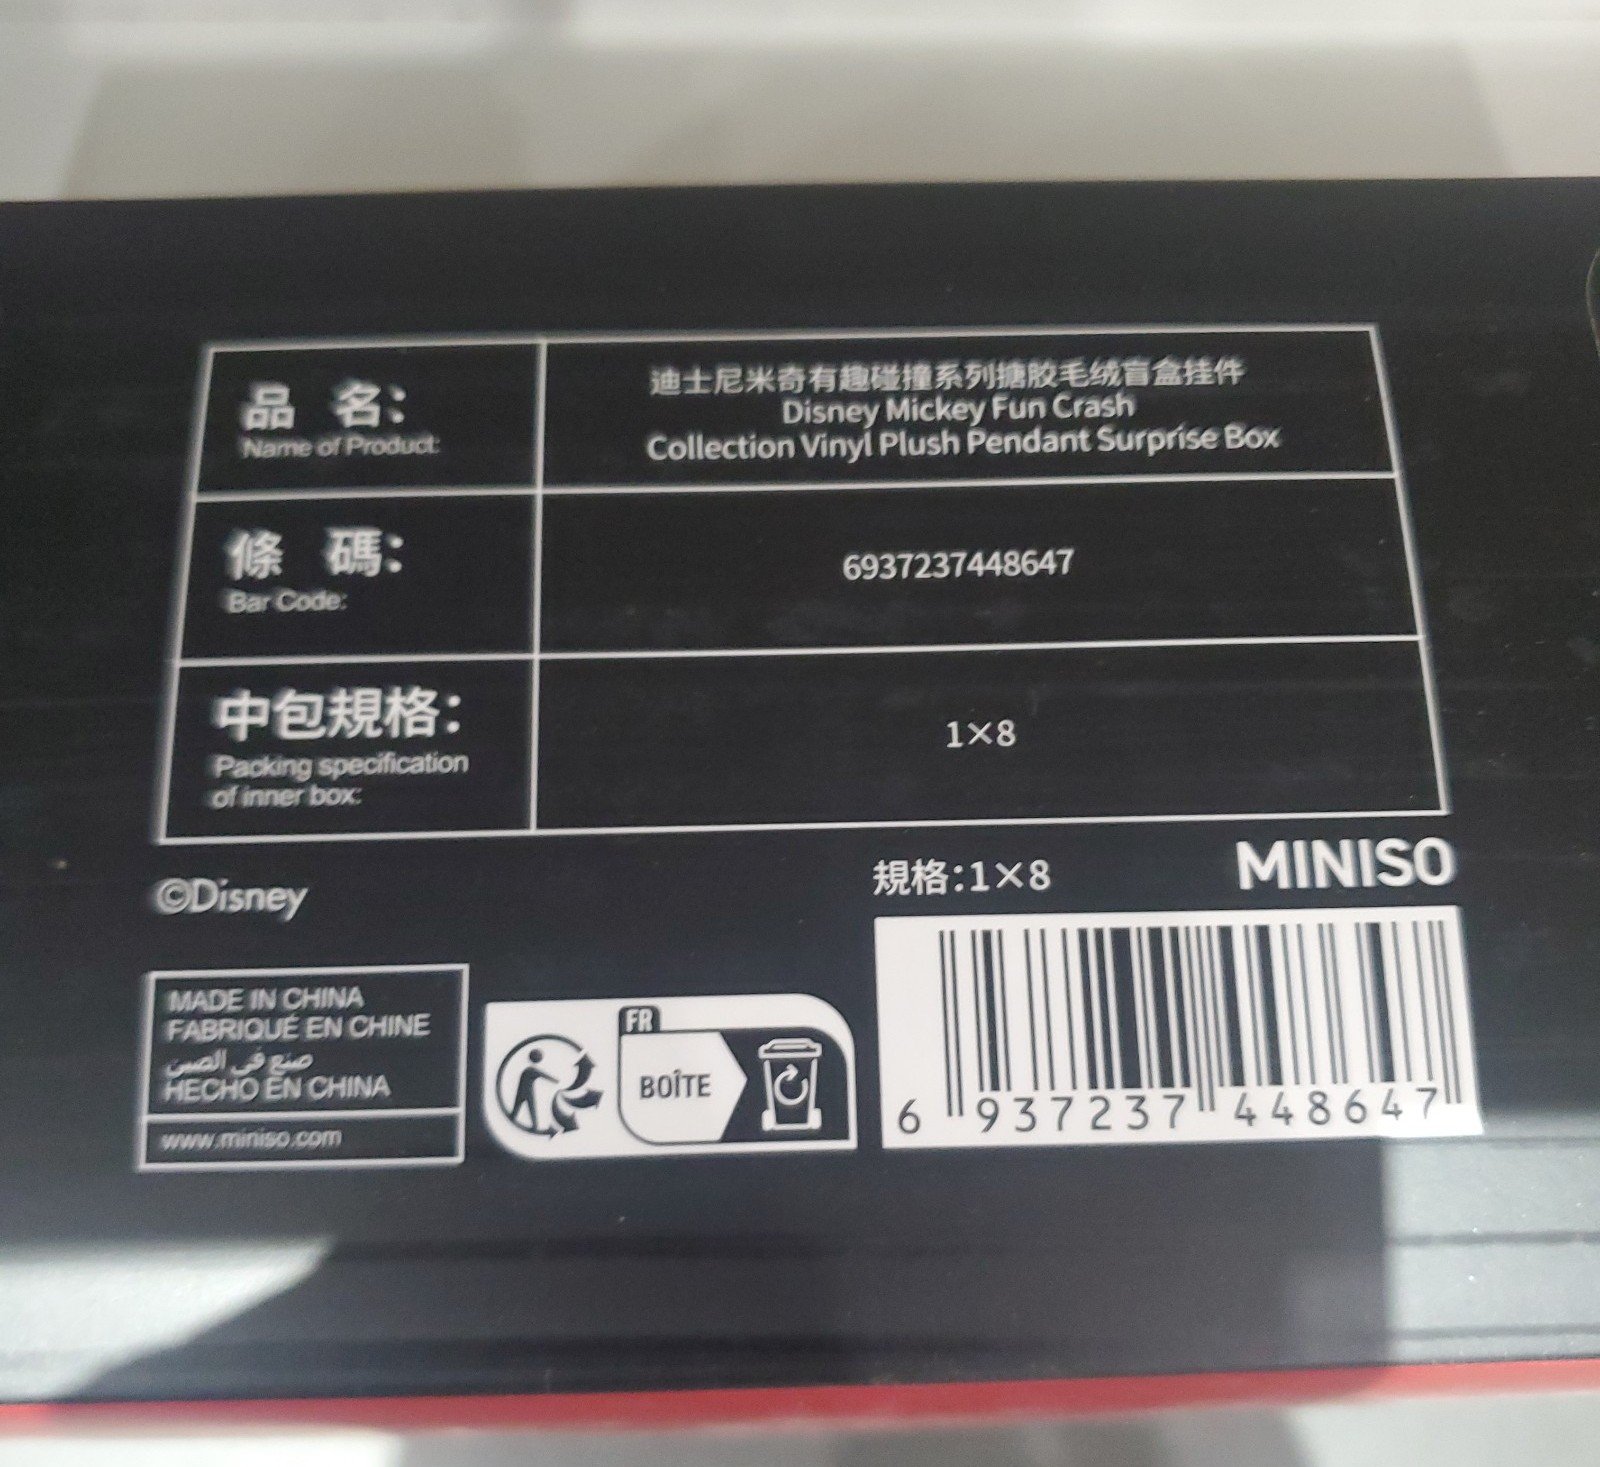 品 名:
Name of Product:
迪士尼米奇有趣碰撞系列搪胶毛绒盲盒挂件
Disney Mickey Fun Crash
Collection Vinyl Plush Pendant Surprise Box
條 碼:
Bar Code:
6937237448647
中包規格:
Packing specification
of inner box:
1×8
©Disney
規格:1×8
MINISO
MADE IN CHINA
FABRIQUÉ EN CHINE
صنع في الصين
HECHO EN CHINA
www.miniso.com
FR
BOÎTE
6 937237 448647